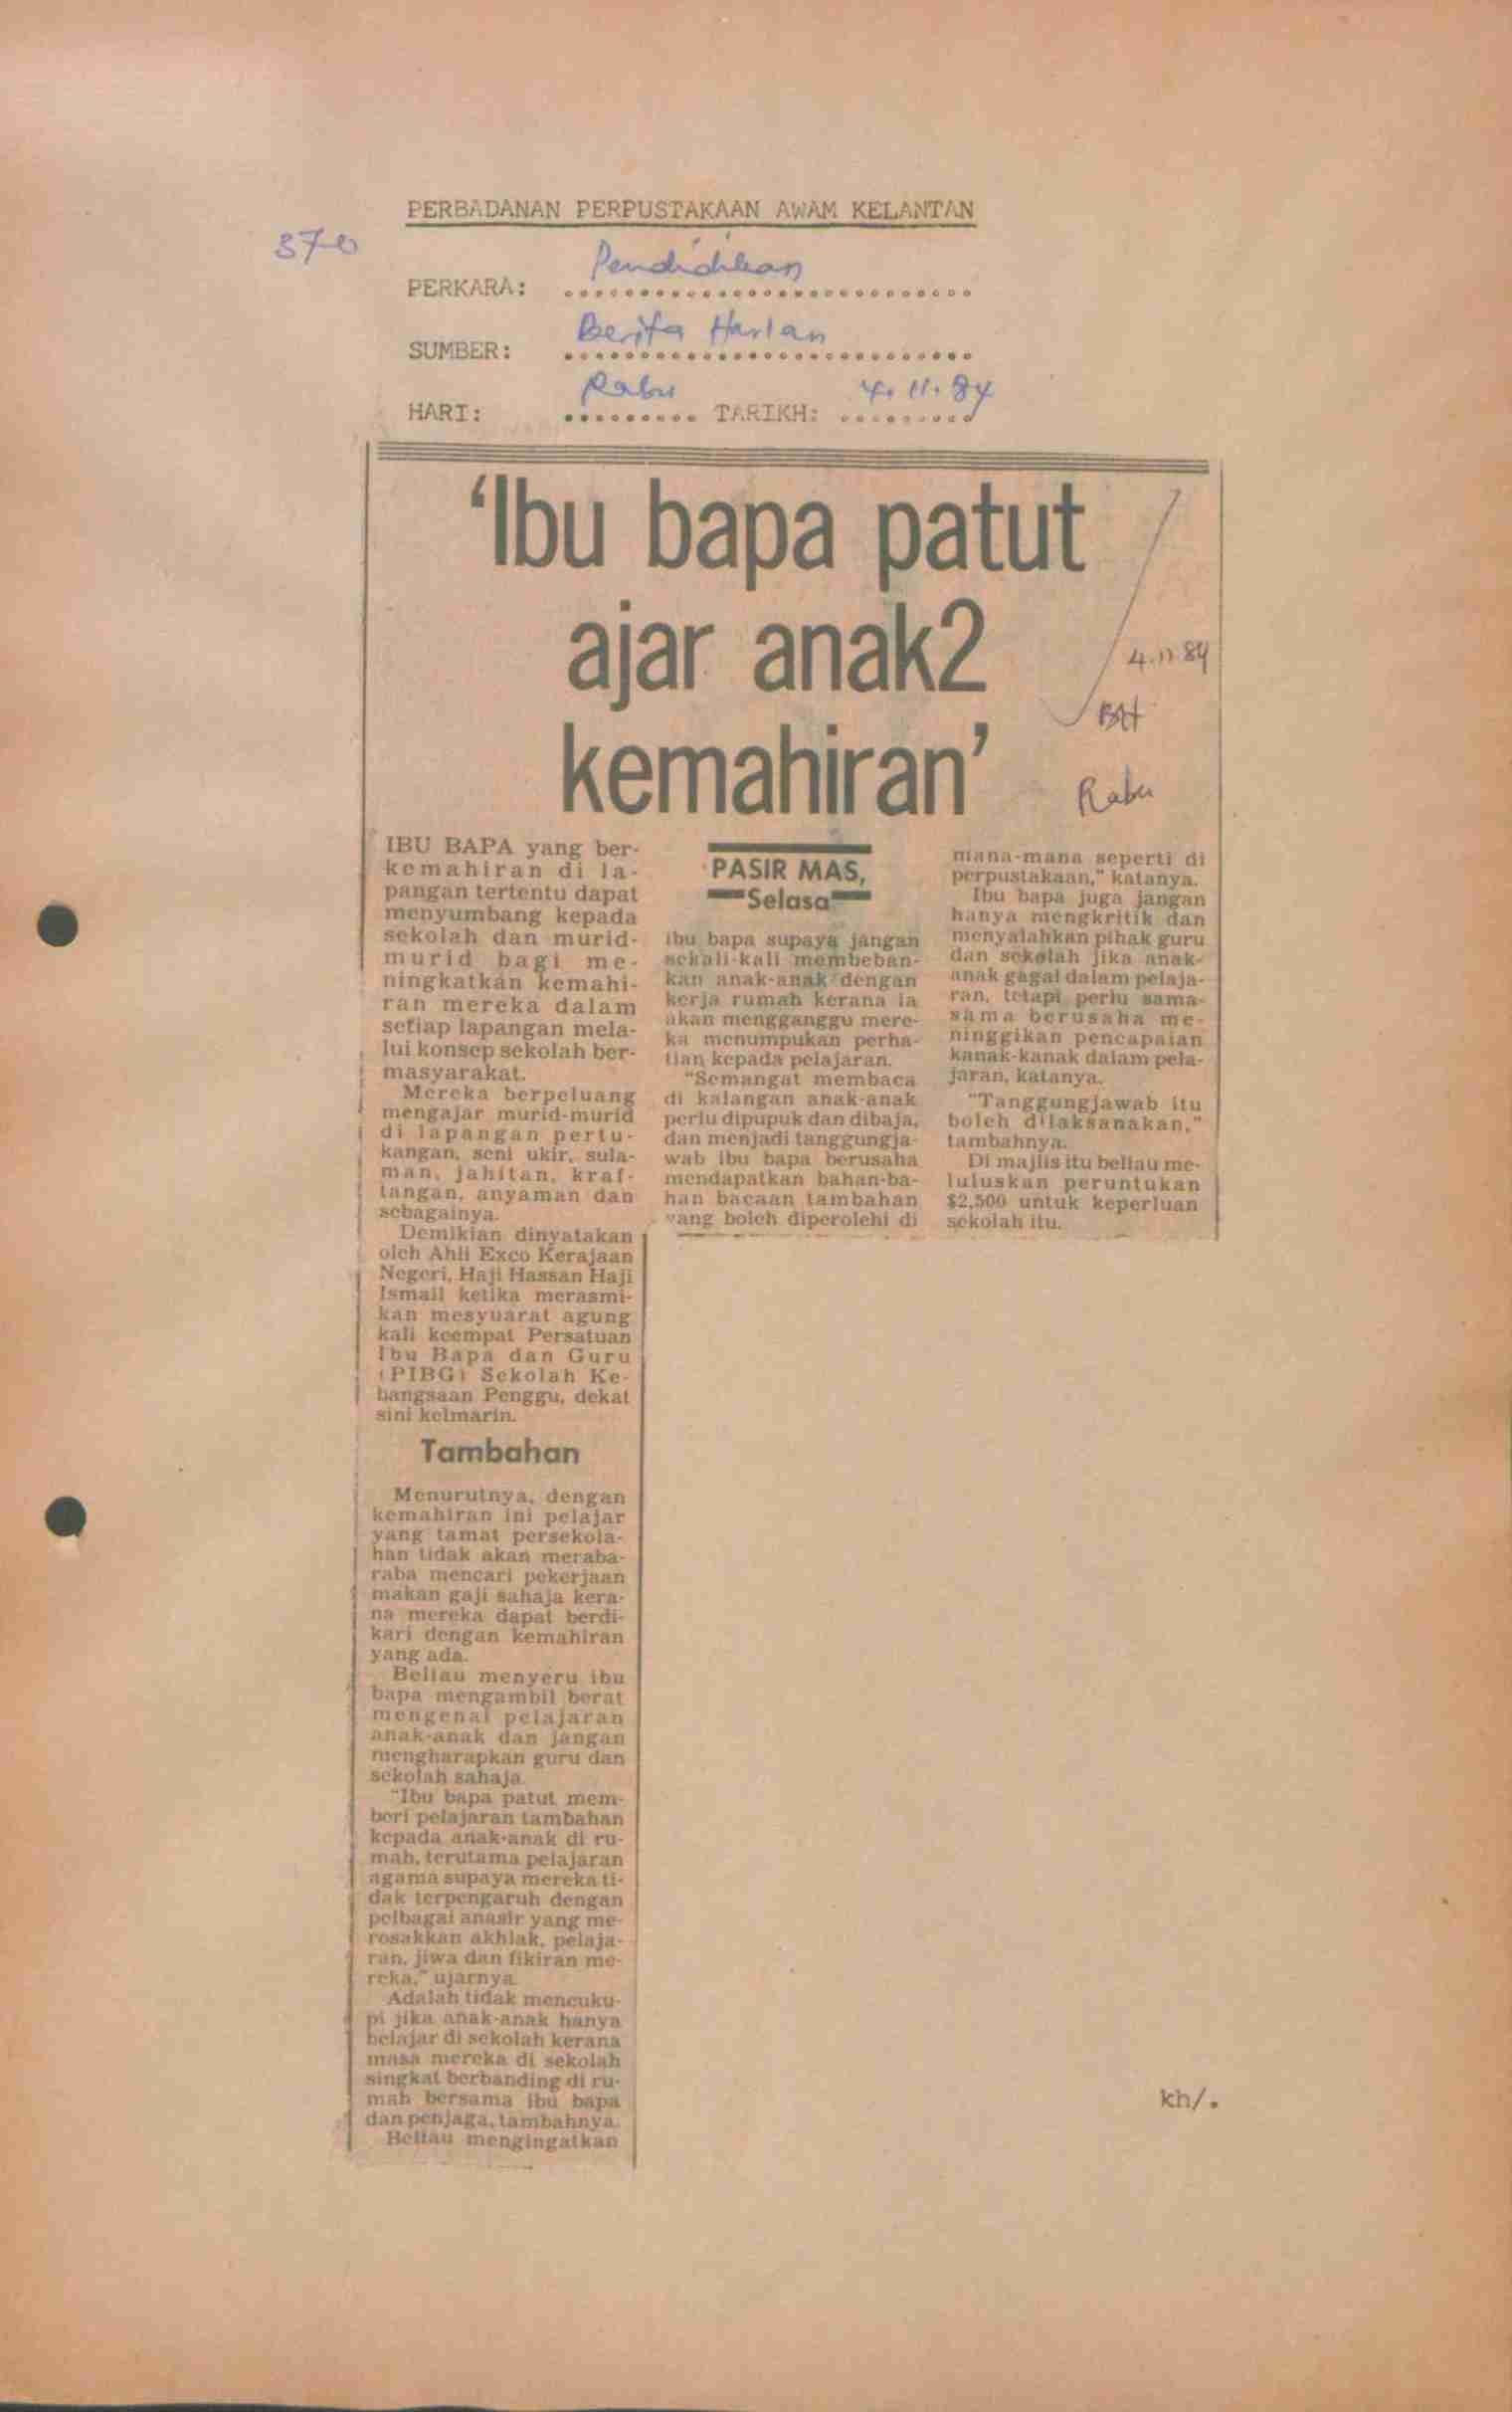 PERBADANAN PERPUSTAKAAN AWAM KELANTAN
370
PERKARA: Pendidikan
SUMBER: Berita Harian
HARI: Rabu TARIKH: 4.11.84
'Ibu bapa patut
ajar anak2
kemahiran'
4.11.84
BH
Rabu
IBU BAPA yang ber-
kemahiran di la-
pangan tertentu dapat
menyumbang kepada
sekolah dan murid-
murid bagi me-
ningkatkan kemahi-
ran mereka dalam
setiap lapangan mela-
lui konsep sekolah ber-
masyarakat.
Mereka berpeluang
mengajar murid-murid
di lapangan pertu-
kangan, seni ukir, sula-
man, jahitan, kraf-
tangan, anyaman dan
sebagainya.
Demikian dinyatakan
oleh Ahli Exco Kerajaan
Negeri, Haji Hassan Haji
Ismail ketika merasmi-
kan mesyuarat agung
kali keempat Persatuan
Ibu Bapa dan Guru
(PIBG) Sekolah Ke-
bangsaan Penggu, dekat
sini kelmarin.
Tambahan
Menurutnya, dengan
kemahiran ini pelajar
yang tamat persekola-
han tidak akan meraba-
raba mencari pekerjaan
makan gaji sahaja kera-
na mereka dapat berdi-
kari dengan kemahiran
yang ada.
Beliau menyeru ibu
bapa mengambil berat
mengenai pelajaran
anak-anak dan jangan
mengharapkan guru dan
sekolah sahaja.
"Ibu bapa patut mem-
beri pelajaran tambahan
kepada anak-anak di ru-
mah, terutama pelajaran
agama supaya mereka ti-
dak terpengaruh dengan
pelbagai anasir yang me-
rosakkan akhlak, pelaja-
ran, jiwa dan fikiran me-
reka," ujarnya.
Adalah tidak mencuku-
pi jika anak-anak hanya
belajar di sekolah kerana
masa mereka di sekolah
singkat berbanding di ru-
mah bersama ibu bapa
dan penjaga, tambahnya.
Beliau mengingatkan
PASIR MAS,
Selasa
ibu bapa supaya jangan
sekali-kali membeban-
kan anak-anak dengan
kerja rumah kerana ia
akan mengganggu mere-
ka menumpukan perha-
tian kepada pelajaran.
"Semangat membaca
di kalangan anak-anak
perlu dipupuk dan dibaja,
dan menjadi tanggungja-
wab ibu bapa berusaha
mendapatkan bahan-ba-
han bacaan tambahan
yang boleh diperolehi di
mana-mana seperti di
perpustakaan," katanya.
Ibu bapa juga jangan
hanya mengkritik dan
menyalahkan pihak guru
dan sekolah jika anak-
anak gagal dalam pelaja-
ran, tetapi perlu sama-
sama berusaha me-
ninggikan pencapaian
kanak-kanak dalam pela-
jaran, katanya.
"Tanggungjawab itu
boleh dilaksanakan,"
tambahnya.
Di majlis itu beliau me-
luluskan peruntukan
$2,500 untuk keperluan
sekolah itu.
kh/.